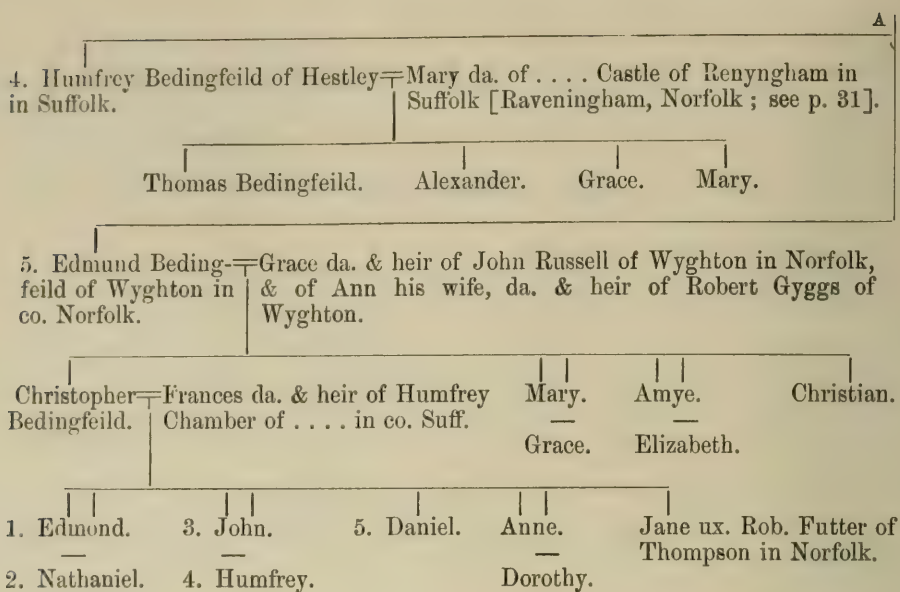 A
4. Humfrey Bedingfeild of Hestley
in Suffolk.
Mary da. of . . . . Castle of Renyngham in
Suffolk [Raveningham, Norfolk ; see p. 31].
Thomas Bedingfeild. Alexander. Grace. Mary.
5. Edmund Beding-
feild of Wyghton in
co. Norfolk.
Grace da. & heir of John Russell of Wyghton in Norfolk,
& of Ann his wife, da. & heir of Robert Gyggs of
Wyghton.
Christopher
Bedingfeild.
Frances da. & heir of Humfrey
Chamber of . . . . in co. Suff.
Mary.
—
Grace.
Amye.
—
Elizabeth.
Christian.
1. Edmond.
—
2. Nathaniel.
3. John.
—
4. Humfrey.
5. Daniel.
Anne.
—
Dorothy.
Jane ux. Rob. Futter of
Thompson in Norfolk.